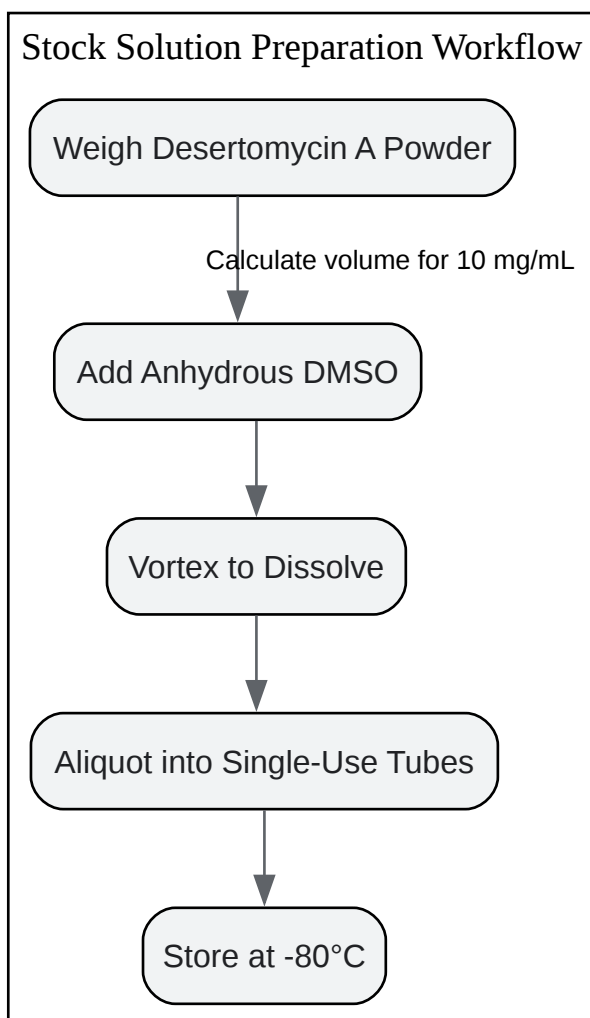 Stock Solution Preparation Workflow
Weigh Desertomycin A Powder
Calculate volume for 10 mg/mL
Add Anhydrous DMSO
Vortex to Dissolve
Aliquot into Single-Use Tubes
Store at -80°C